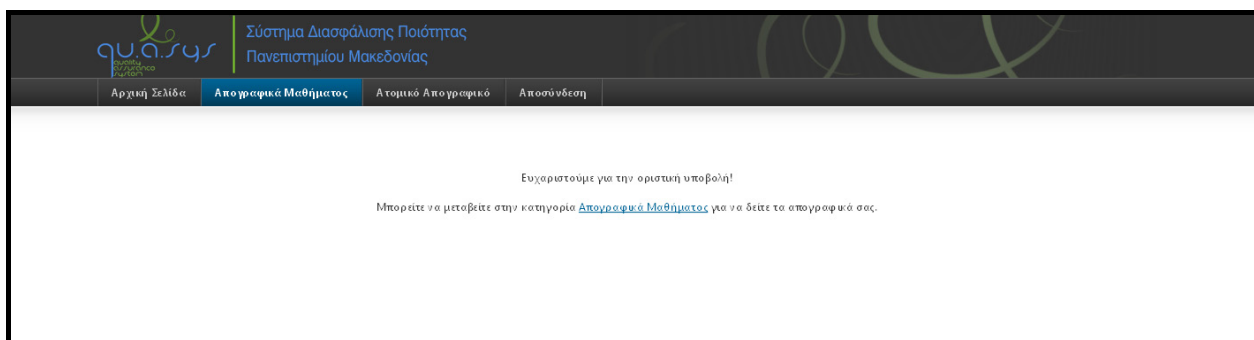 qu.a.sys
quality
assurance
system
Σύστημα Διασφάλισης Ποιότητας
Πανεπιστημίου Μακεδονίας
Αρχική Σελίδα Απογραφικά Μαθήματος Ατομικό Απογραφικό Αποσύνδεση
Ευχαριστούμε για την οριστική υποβολή!
Μπορείτε να μεταβείτε στην κατηγορία Απογραφικά Μαθήματος για να δείτε τα απογραφικά σας.